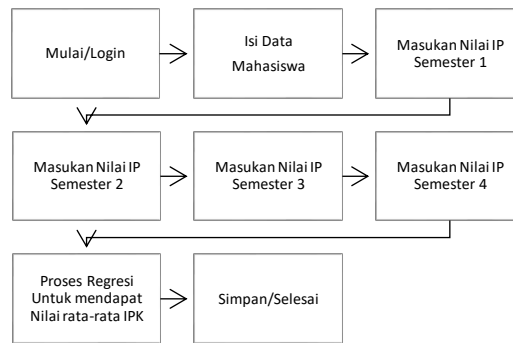 Mulai/Login
Isi Data
Mahasiswa
Masukan Nilai IP
Semester 1
Masukan Nilai IP
Semester 2
Masukan Nilai IP
Semester 3
Masukan Nilai IP
Semester 4
Proses Regresi
Untuk mendapat
Nilai rata-rata IPK
Simpan/Selesai